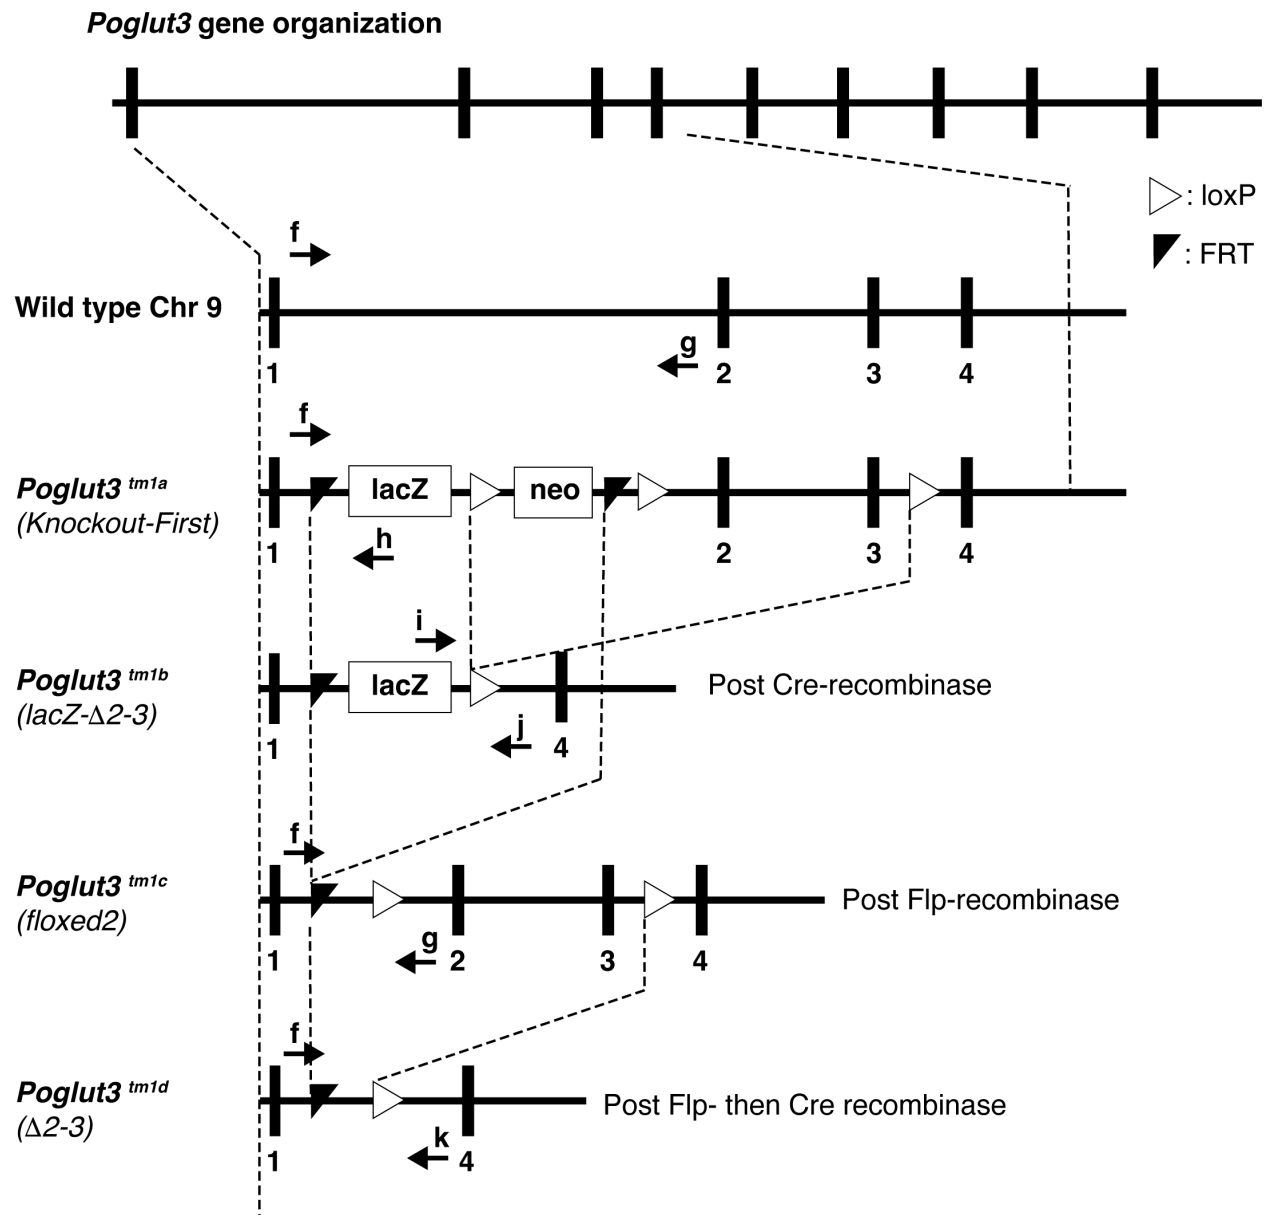 Poglut3 gene organization
: loxP
: FRT
f
Wild type Chr 9
g
1 2 3 4
f
Poglut3 tm1a
lacZ neo
(Knockout-First)
h
1 2 3 4
i
Poglut3 tm1b
lacZ
Post Cre-recombinase
(lacZ-Δ2-3)
j
1 4
f
Poglut3 tm1c
Post Flp-recombinase
(floxed2)
g
1 2 3 4
f
Poglut3 tm1d
Post Flp- then Cre recombinase
(Δ2-3)
k
1 4